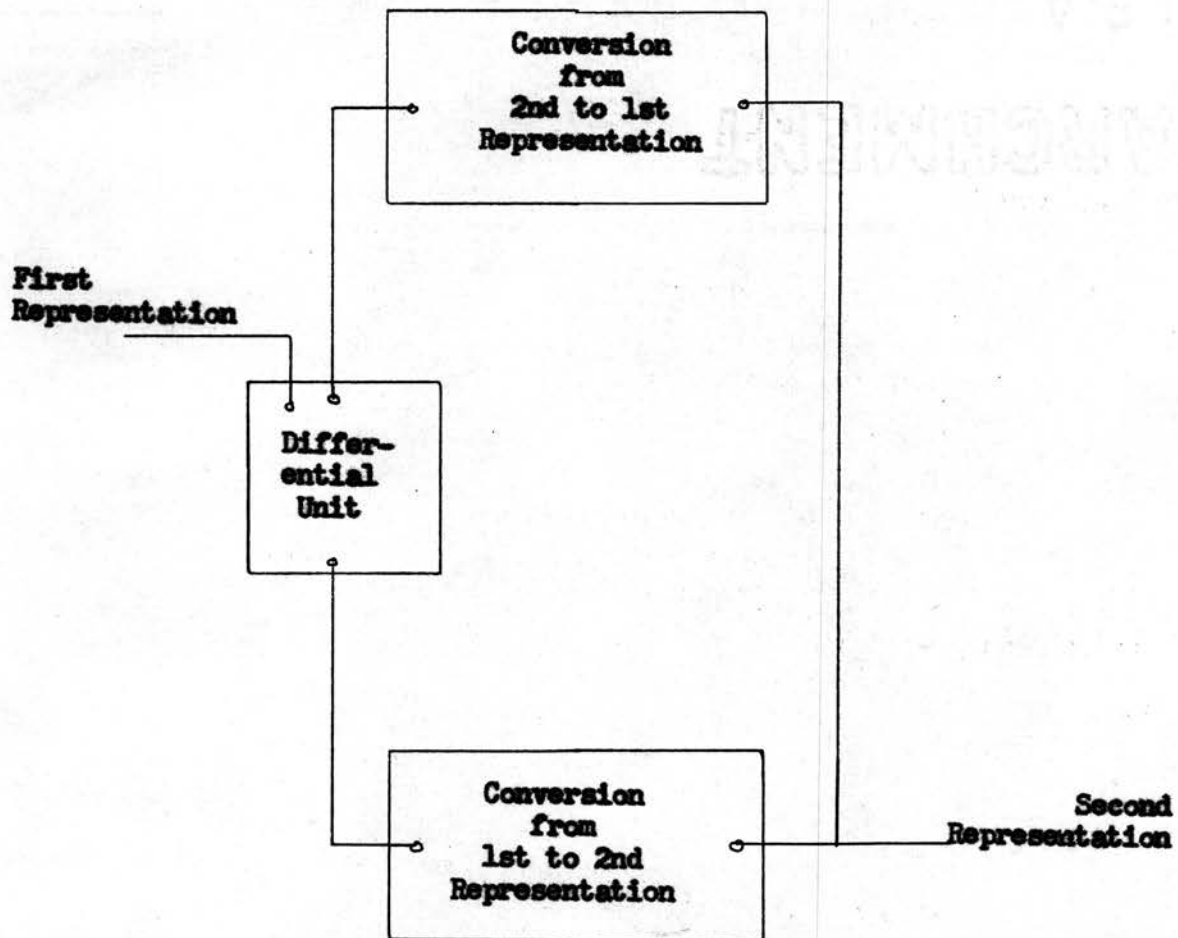 Conversion
from
2nd to 1st
Representation
First
Representation
Differ-
ential
Unit
Conversion
from
1st to 2nd
Representation
Second
Representation